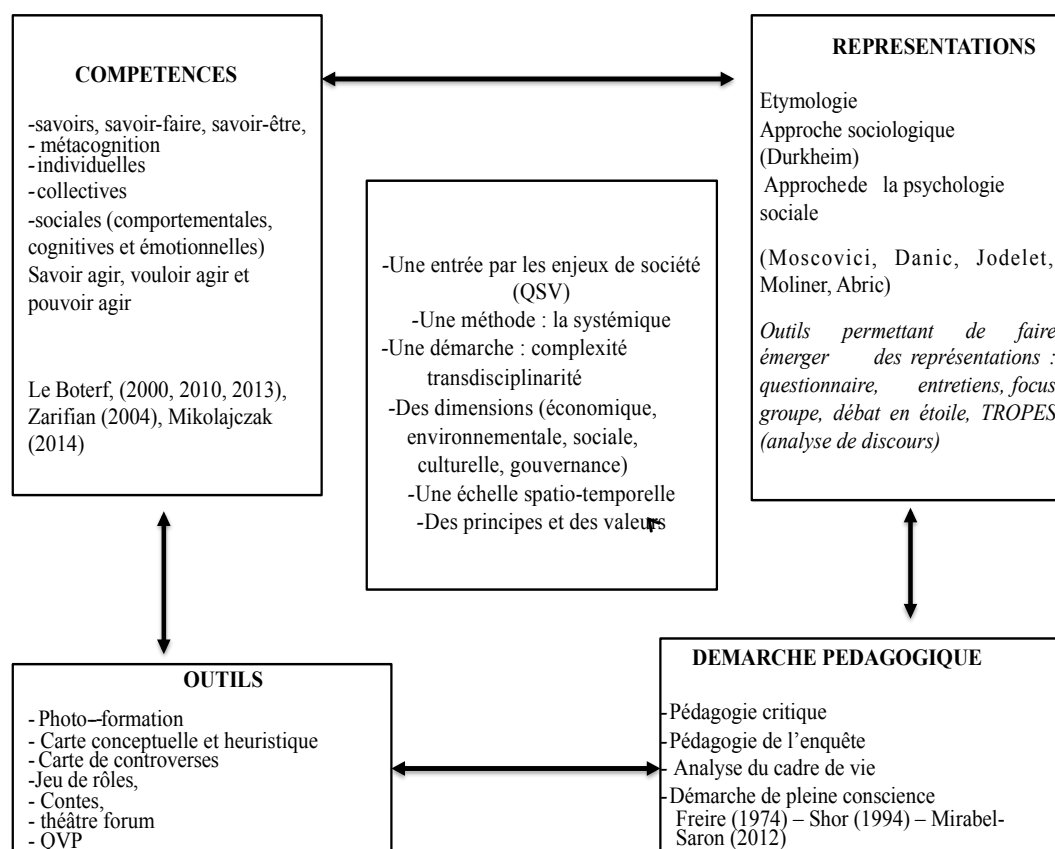 COMPETENCES
-savoirs, savoir-faire, savoir-être,
- métacognition
-individuelles
-collectives
-sociales (comportementales,
cognitives et émotionnelles)
Savoir agir, vouloir agir et
pouvoir agir
Le Boterf, (2000, 2010, 2013),
Zarifian (2004), Mikolajczak
(2014)
REPRESENTATIONS
Etymologie
Approche sociologique
(Durkheim)
Approchede la psychologie
sociale
(Moscovici, Danic, Jodelet,
Moliner, Abric)
Outils permettant de faire
émerger des représentations :
questionnaire, entretiens, focus
groupe, débat en étoile, TROPES
(analyse de discours)
-Une entrée par les enjeux de société
(QSV)
-Une méthode : la systémique
-Une démarche : complexité
transdisciplinarité
-Des dimensions (économique,
environnementale, sociale,
culturelle, gouvernance)
-Une échelle spatio-temporelle
-Des principes et des valeurs
OUTILS
- Photo–formation
- Carte conceptuelle et heuristique
- Carte de controverses
-Jeu de rôles,
- Contes,
- théâtre forum
- QVP
DEMARCHE PEDAGOGIQUE
-Pédagogie critique
-Pédagogie de l'enquête
- Analyse du cadre de vie
-Démarche de pleine conscience
Freire (1974) – Shor (1994) – Mirabel-
Saron (2012)